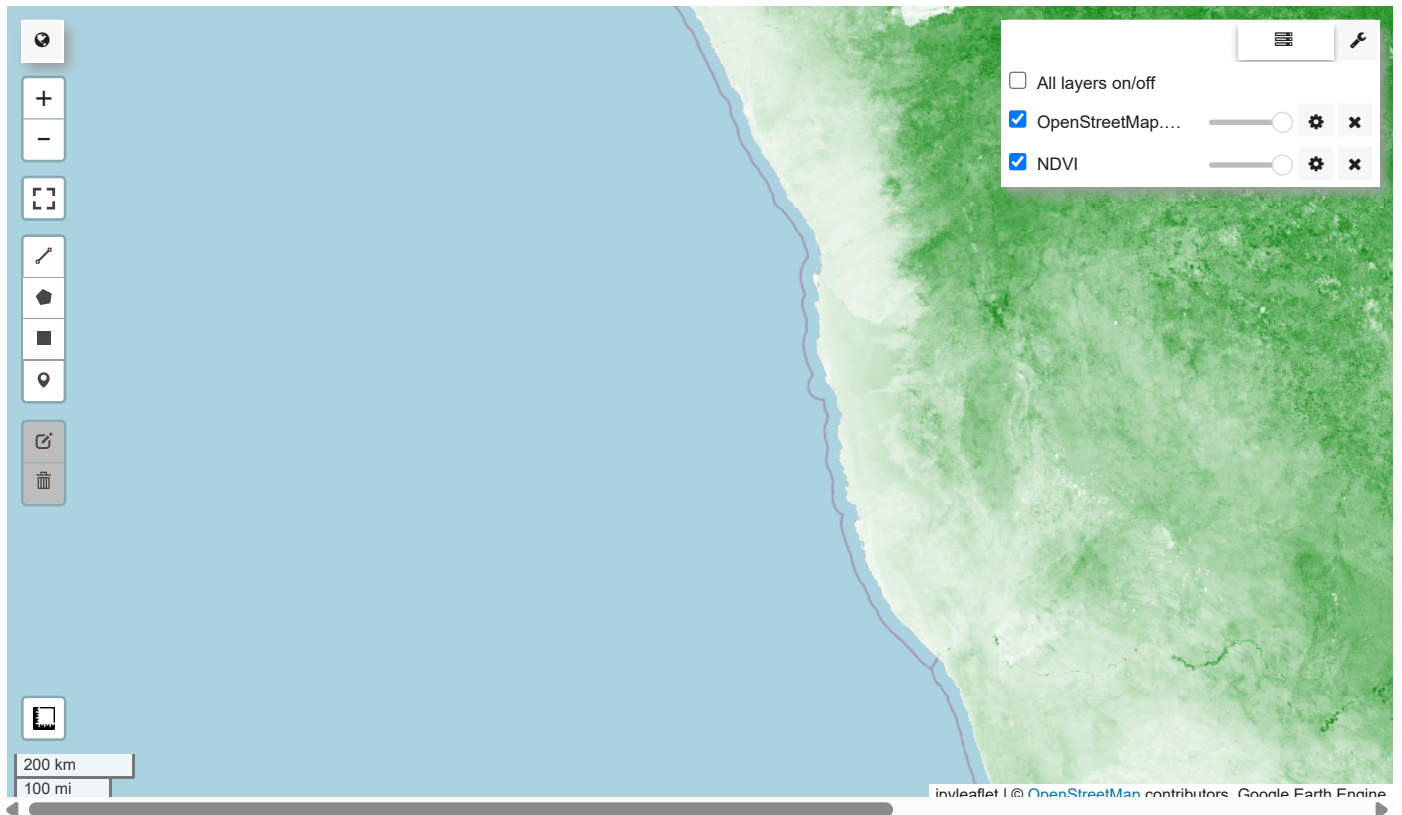 All layers on/off
OpenStreetMap....
NDVI
200 km
100 mi
ipyleaflet | © OpenStreetMap contributors, Google Earth Engine